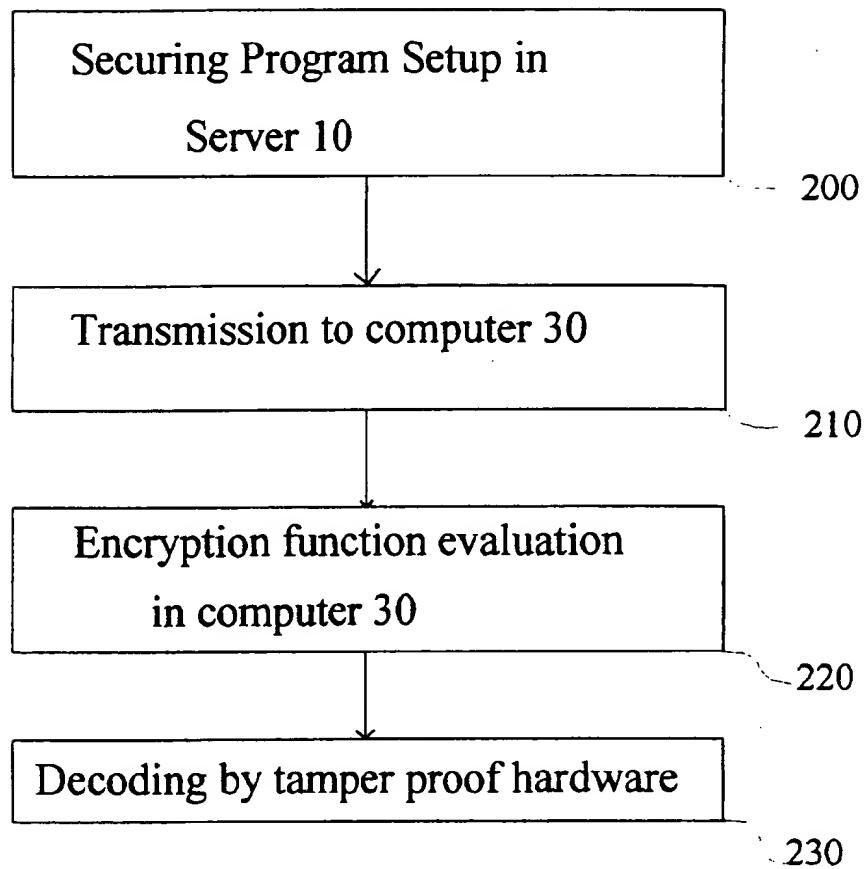 Securing Program Setup in
Server 10
200
Transmission to computer 30
210
Encryption function evaluation
in computer 30
220
Decoding by tamper proof hardware
230